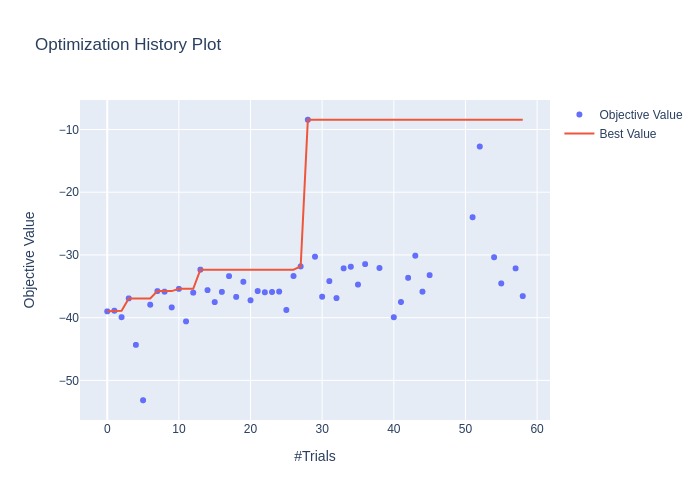 Optimization History Plot
Objective Value
Best Value
−10
−20
−30
−40
−50
Objective Value
0 10 20 30 40 50 60
#Trials